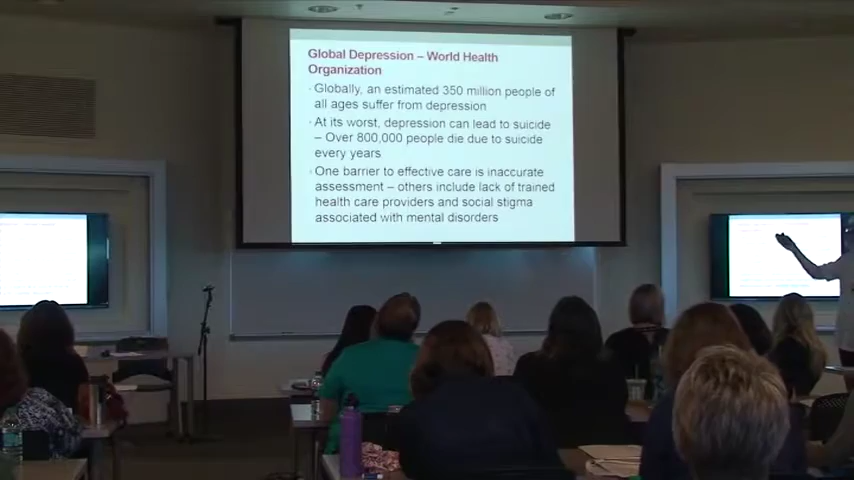 Global Depression – World Health
Organization
· Globally, an estimated 350 million people of
all ages suffer from depression
· At its worst, depression can lead to suicide
– Over 800,000 people die due to suicide
every years
· One barrier to effective care is inaccurate
assessment – others include lack of trained
health care providers and social stigma
associated with mental disorders